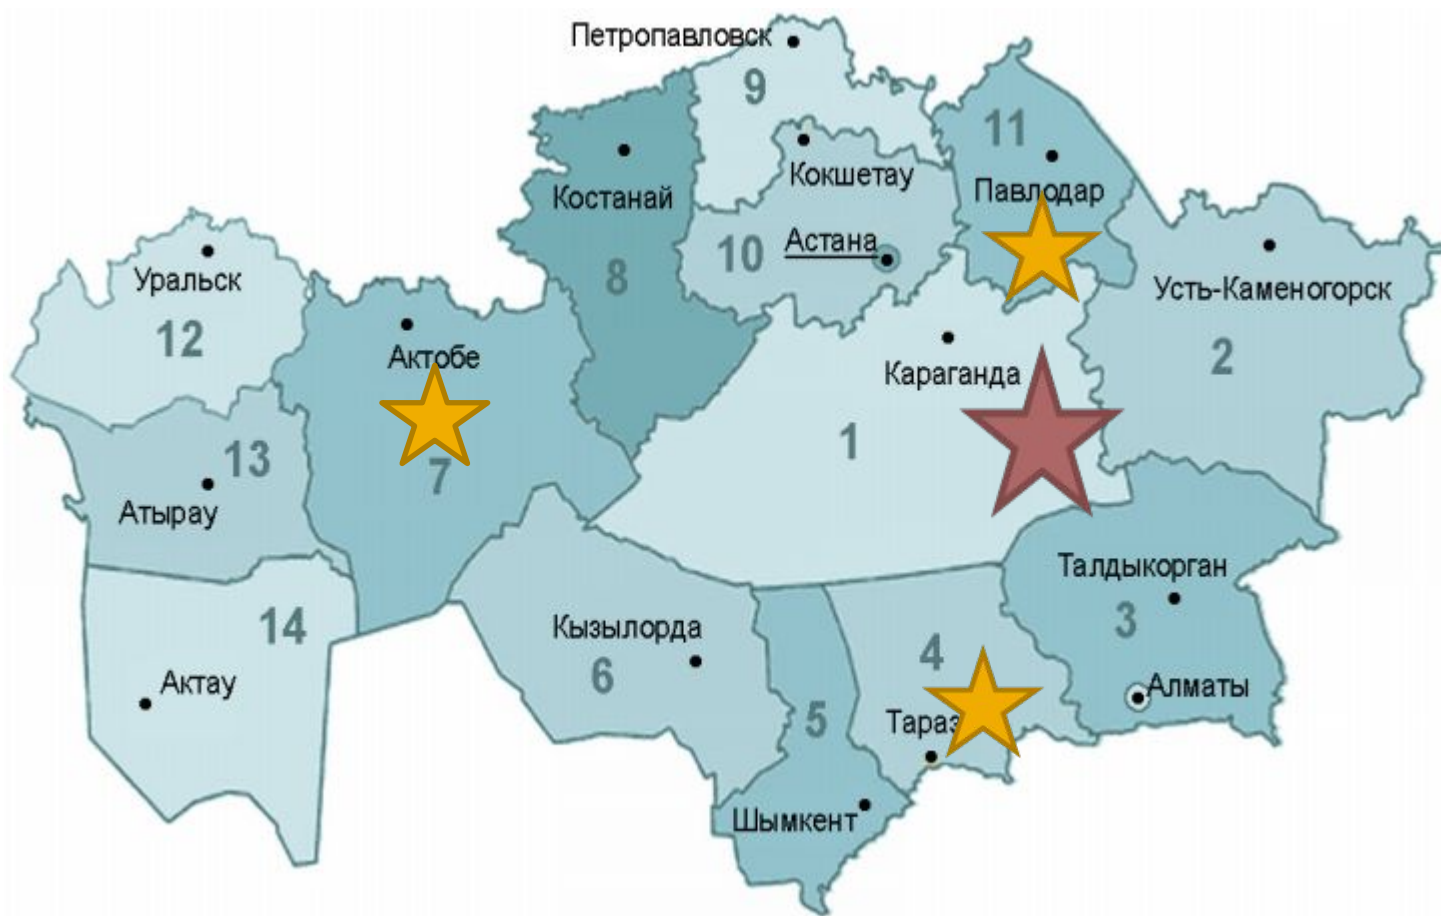 Петропавловск
9
11
Костанай
Кокшетау
Павлодар
Астана
10
8
Уральск
12
Усть-Каменогорск
2
Актобе
Караганда
1
7
13
Атырау
Талдыкорган
3
14
Кызылорда
6
4
Актау
Алматы
5
Тараз
Шымкент